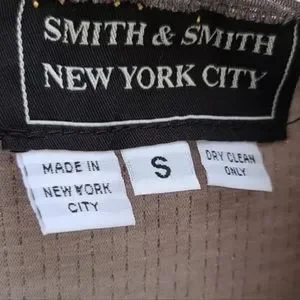 SMITH & SMITH
NEW YORK CITY
MADE IN
NEW YORK
CITY
S
DRY CLEAN
ONLY